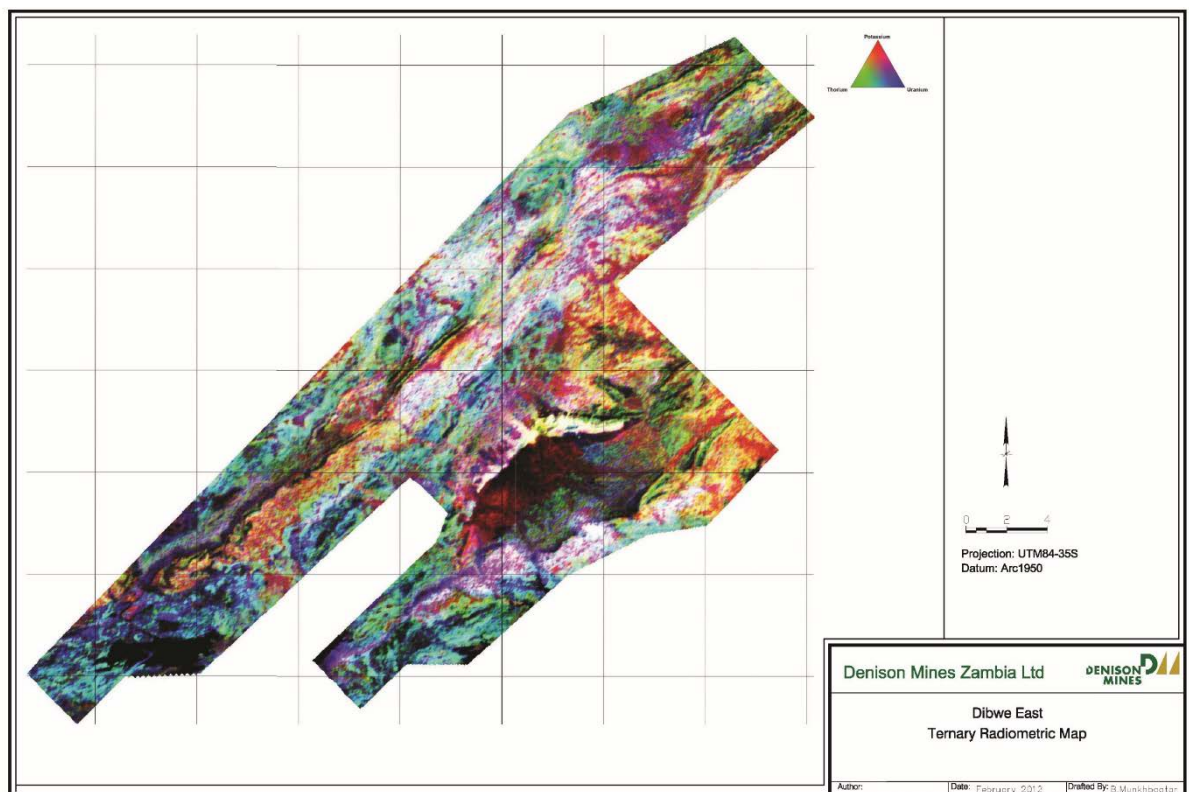 Potassium
Thorium
Uranium
0 2 4
Projection: UTM84-35S
Datum: Arc1950
Denison Mines Zambia Ltd
DENISON
MINES
Dibwe East
Ternary Radiometric Map
Author:
Date: February 2012
Drafted By: B.Munkhbaatar